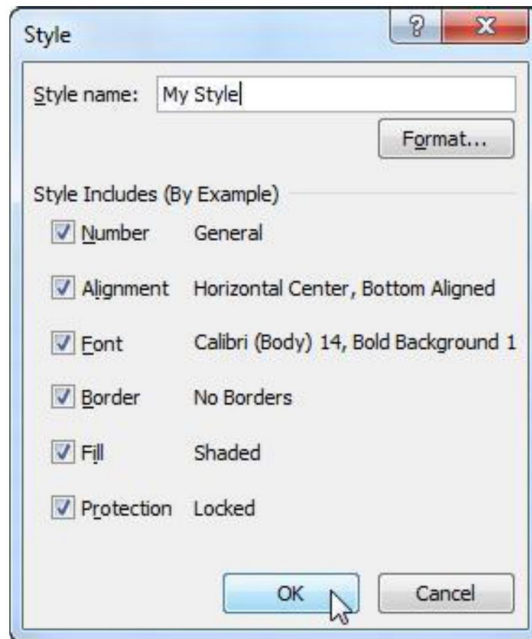 Style
?
X
Style name: My Style
Format...
Style Includes (By Example)
Number General
Alignment Horizontal Center, Bottom Aligned
Font Calibri (Body) 14, Bold Background 1
Border No Borders
Fill Shaded
Protection Locked
OK Cancel